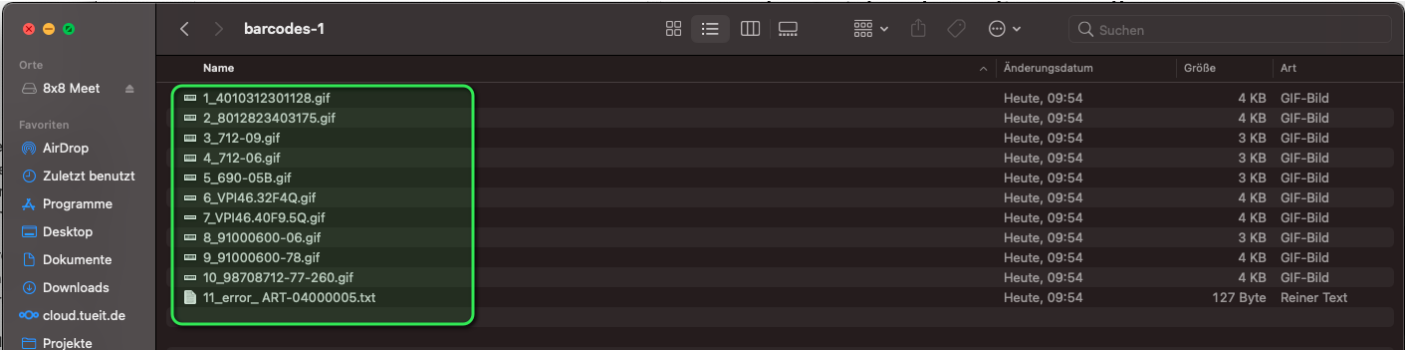 barcodes-1
Suchen
Orte
8x8 Meet
Favoriten
AirDrop
Zuletzt benutzt
Programme
Desktop
Dokumente
Downloads
cloud.tueit.de
Projekte
Name Änderungsdatum Größe Art
1_4010312301128.gif Heute, 09:54 4 KB GIF-Bild
2_8012823403175.gif Heute, 09:54 4 KB GIF-Bild
3_712-09.gif Heute, 09:54 3 KB GIF-Bild
4_712-06.gif Heute, 09:54 3 KB GIF-Bild
5_690-05B.gif Heute, 09:54 3 KB GIF-Bild
6_VPI46.32F4Q.gif Heute, 09:54 4 KB GIF-Bild
7_VPI46.40F9.5Q.gif Heute, 09:54 4 KB GIF-Bild
8_91000600-06.gif Heute, 09:54 3 KB GIF-Bild
9_91000600-78.gif Heute, 09:54 4 KB GIF-Bild
10_98708712-77-260.gif Heute, 09:54 4 KB GIF-Bild
11_error_ ART-04000005.txt Heute, 09:54 127 Byte Reiner Text